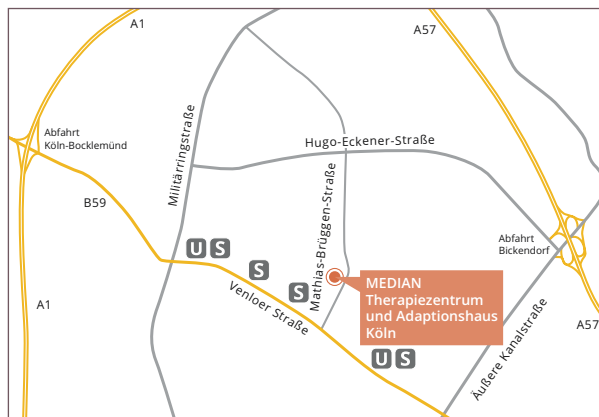 A1
A57
Abfahrt
Köln-Bocklemünd
Militärringstraße
Hugo-Eckener-Straße
B59
Mathias-Brüggen-Straße
Abfahrt
Bickendorf
U S
S
S
Venloer Straße
MEDIAN
Therapiezentrum
und Adaptionshaus
Köln
A1
Äußere Kanalstraße
A57
U S